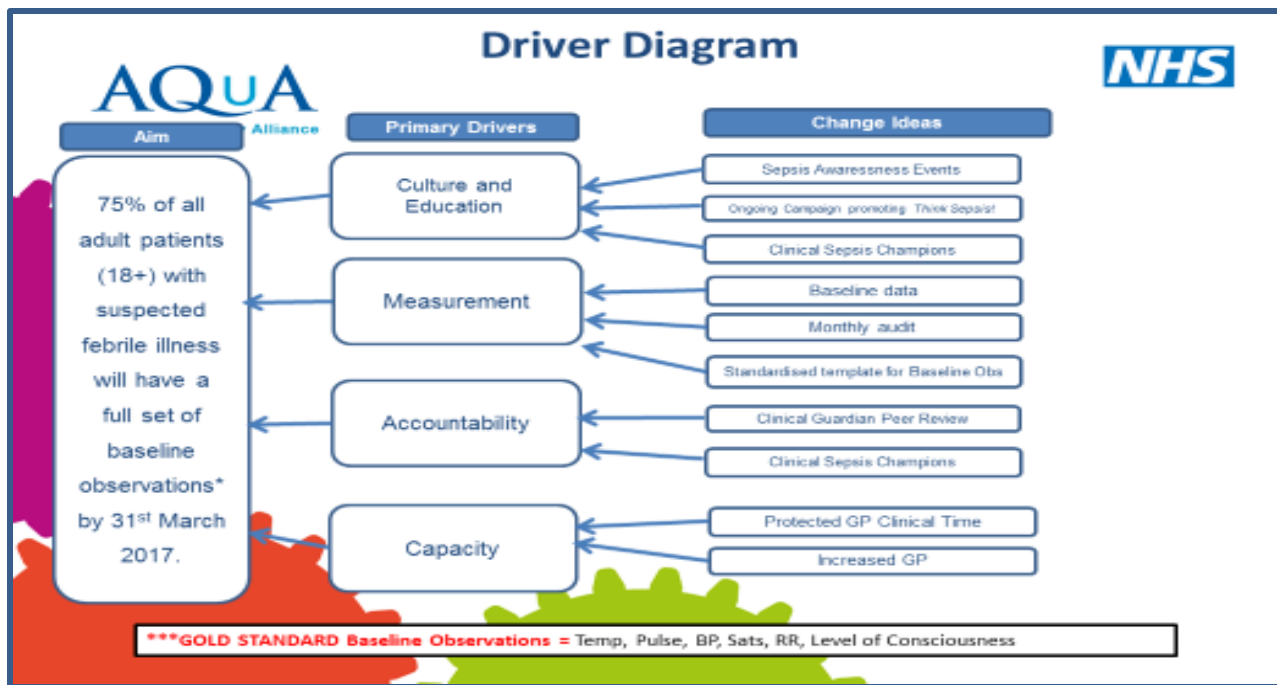 Driver Diagram
AQuA
Alliance
NHS
Aim
Primary Drivers
Change Ideas
75% of all
adult patients
(18+) with
suspected
febrile illness
will have a
full set of
baseline
observations*
by 31st March
2017.
Culture and
Education
Measurement
Accountability
Capacity
Sepsis Awaressness Events
Ongoing Campaign promoting Think Sepsis!
Clinical Sepsis Champions
Baseline data
Monthly audit
Standardised template for Baseline Obs
Clinical Guardian Peer Review
Clinical Sepsis Champions
Protected GP Clinical Time
Increased GP
***GOLD STANDARD Baseline Observations = Temp, Pulse, BP, Sats, RR, Level of Consciousness